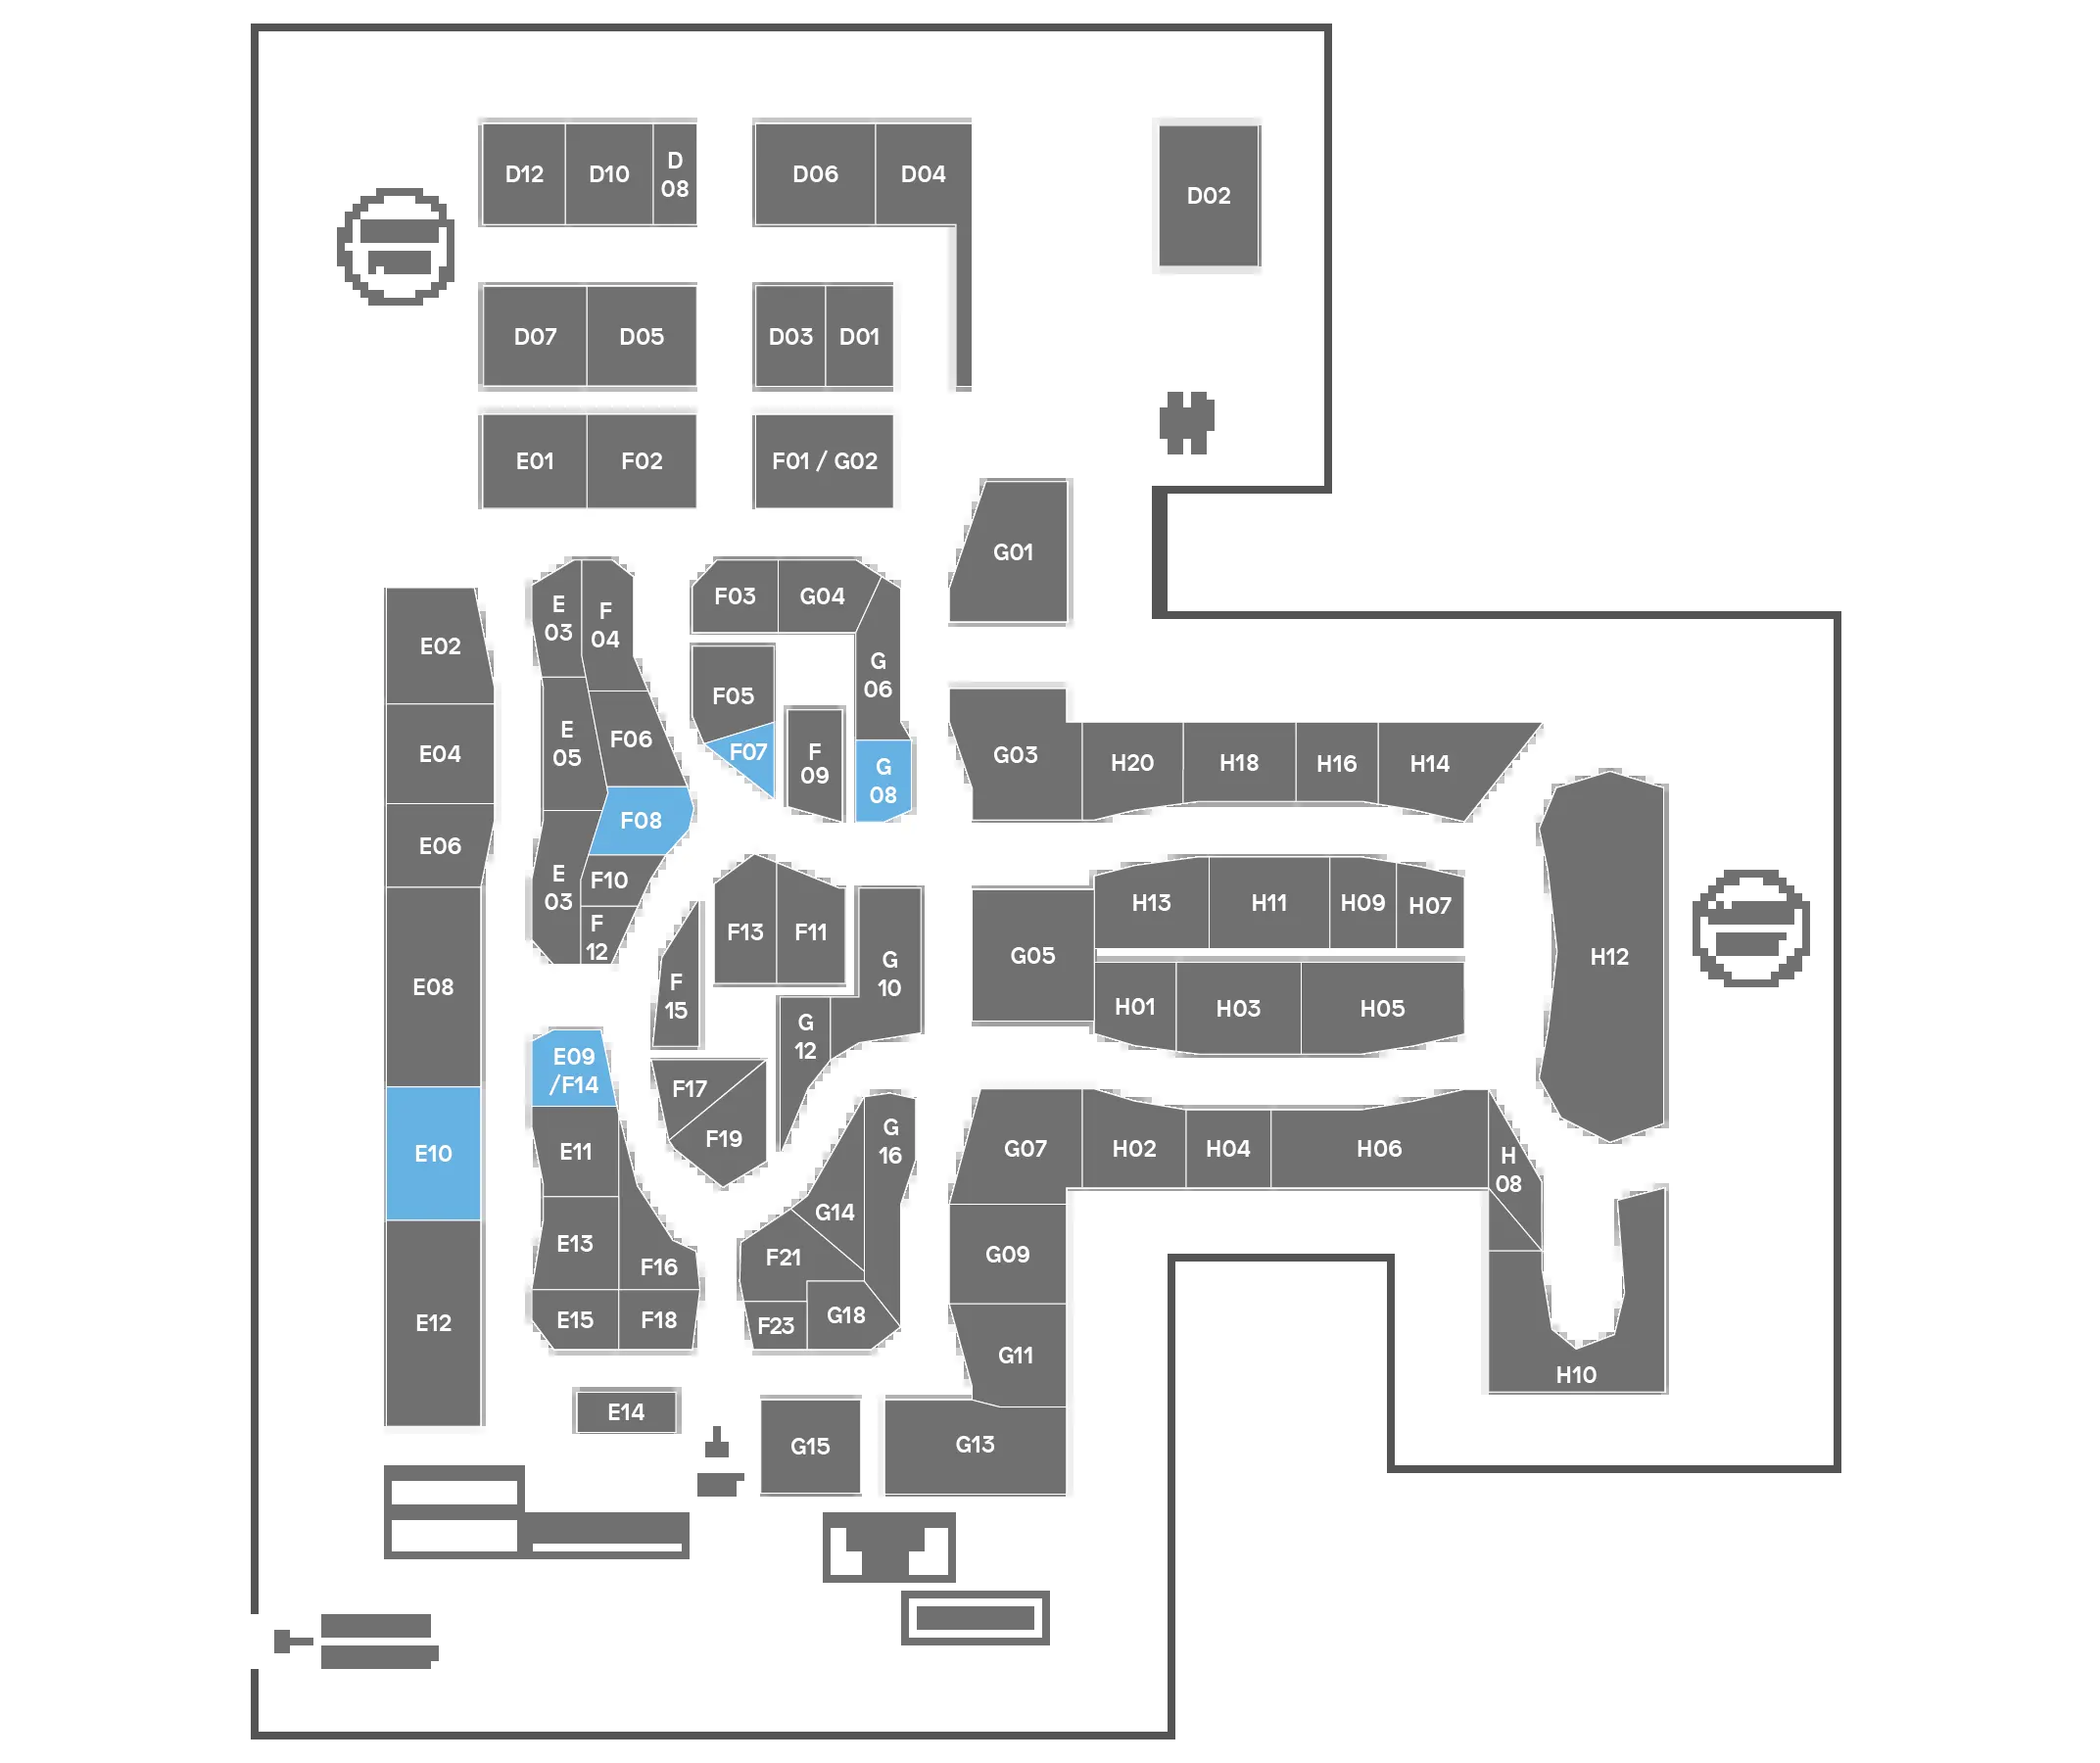 D12
D10
D
08
D06
D04
D02
D07
D05
D03
D01
E01
F02
F01 / G02
G01
E
03
F
04
F03
G04
E02
G
06
F05
E
05
F06
F07
F
09
G
08
E04
G03
H20
H18
H16
H14
F08
E06
E
03
F10
F
12
F13
F11
G
10
G05
H13
H11
H09
H07
H12
E08
F
15
G
12
H01
H03
H05
E09
/F14
F17
F19
E10
E11
G
16
G07
H02
H04
H06
H
08
G14
E13
F16
F21
G09
E12
E15
F18
F23
G18
G11
H10
E14
G15
G13